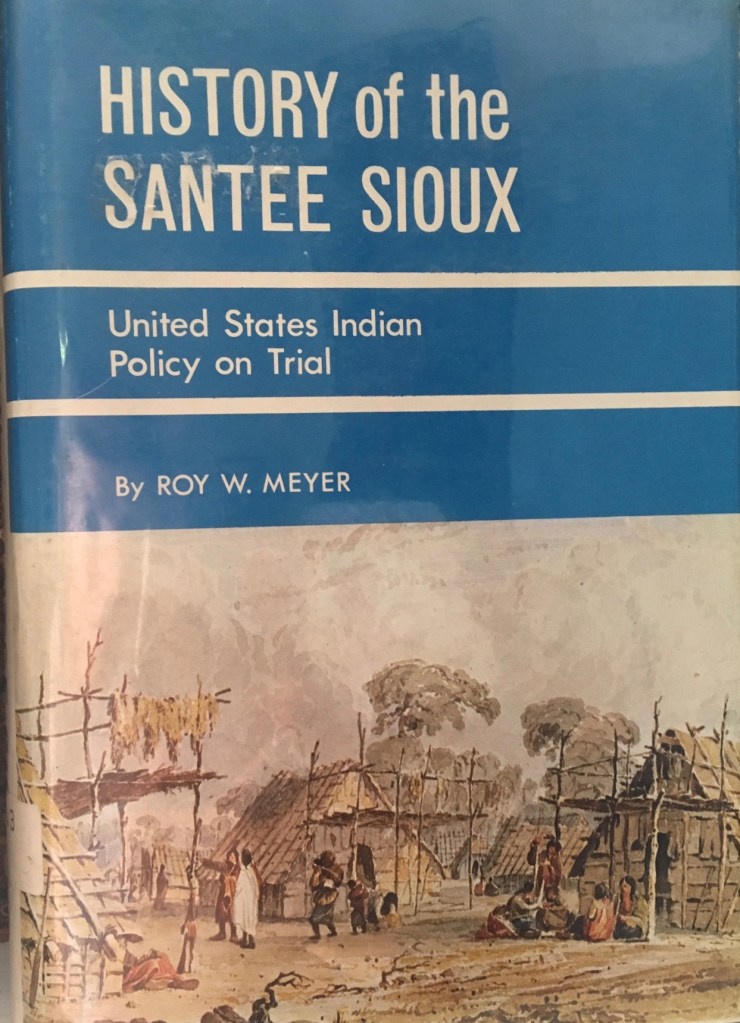 HISTORY of the
SANTEE SIOUX
United States Indian
Policy on Trial
By ROY W. MEYER